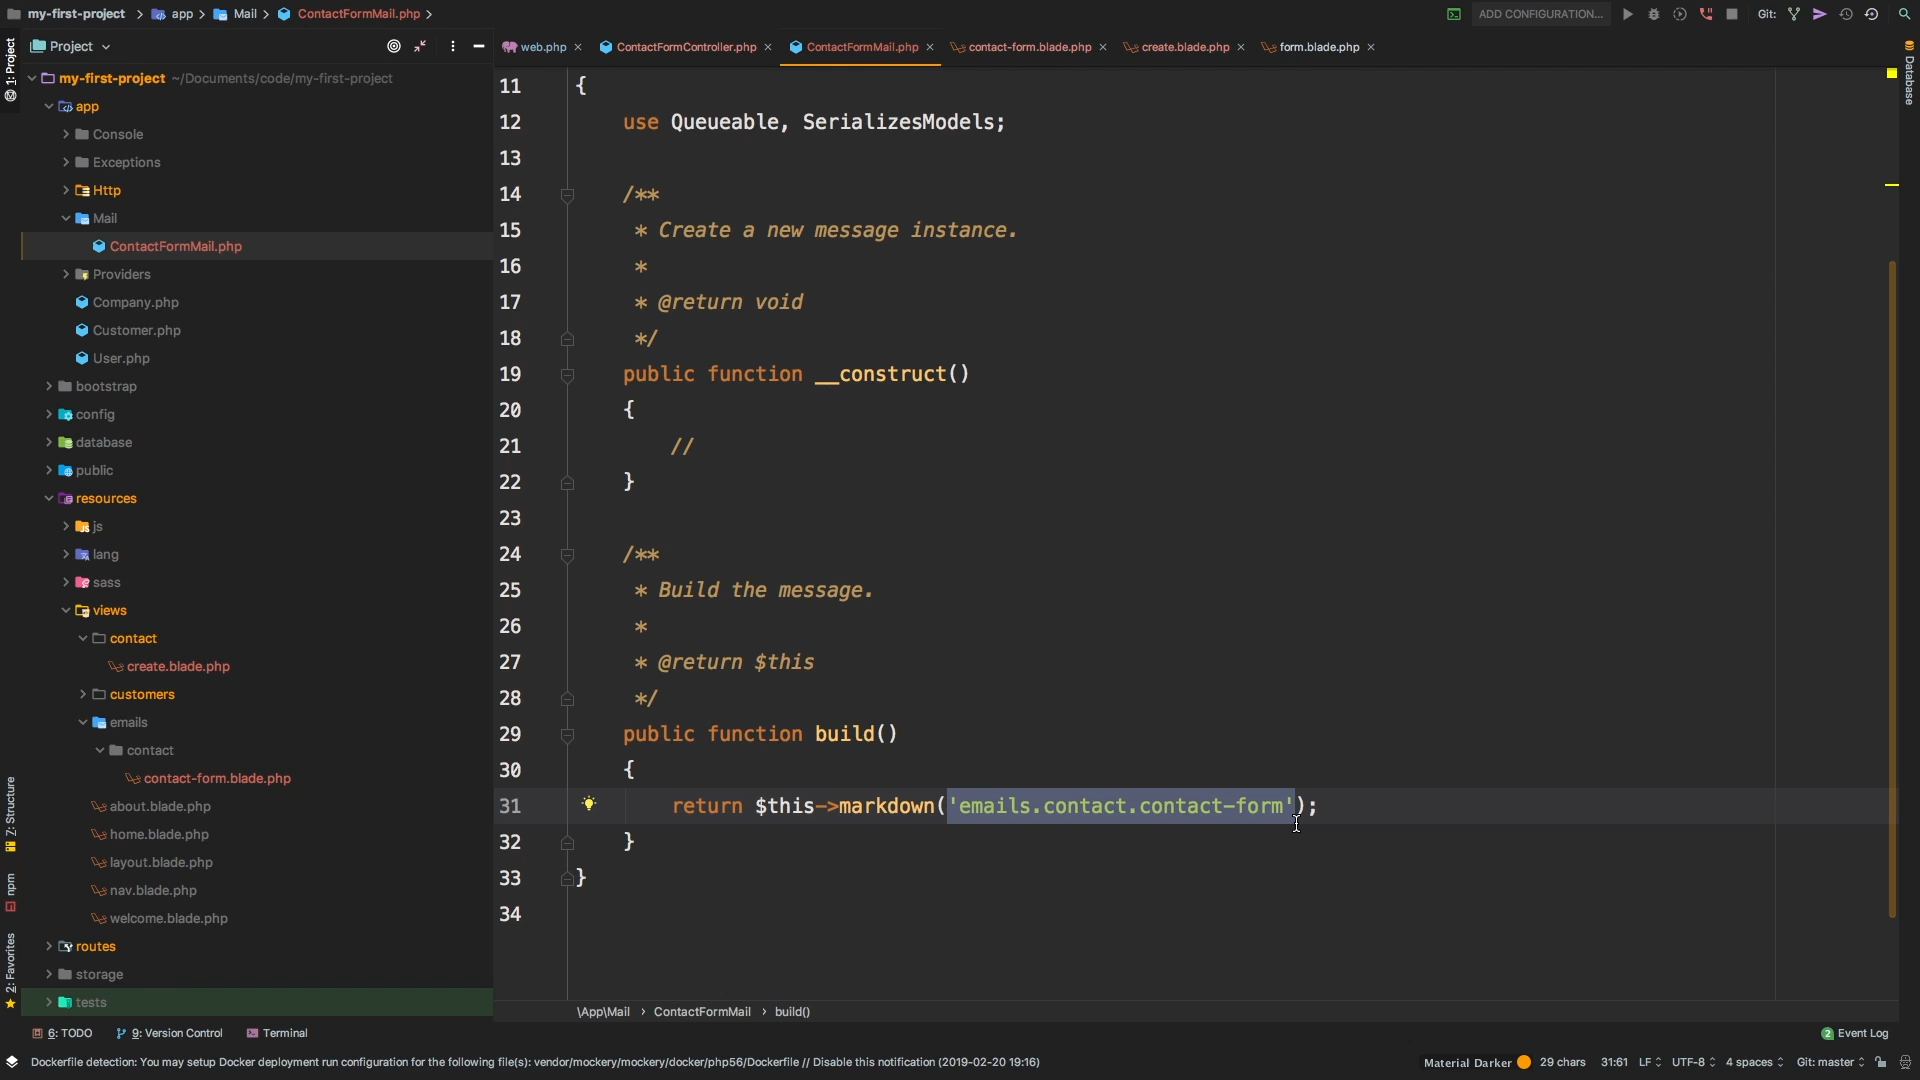 my-first-project
app
Mail
ContactFormMail.php
ADD CONFIGURATION...
Git:
Project
web.php
ContactFormController.php
ContactFormMail.php
contact-form.blade.php
create.blade.php
form.blade.php
1: Project
Database
my-first-project ~/Documents/code/my-first-project
app
Console
Exceptions
Http
Mail
ContactFormMail.php
Providers
Company.php
Customer.php
User.php
bootstrap
config
database
public
resources
js
lang
sass
views
contact
create.blade.php
customers
emails
contact
contact-form.blade.php
about.blade.php
home.blade.php
layout.blade.php
nav.blade.php
welcome.blade.php
routes
storage
tests
Z: Structure
npm
2: Favorites
11 {
12 use Queueable, SerializesModels;
13
14 /**
15 * Create a new message instance.
16 *
17 * @return void
18 */
19 public function __construct()
20 {
21 //
22 }
23
24 /**
25 * Build the message.
26 *
27 * @return $this
28 */
29 public function build()
30 {
31 return $this->markdown('emails.contact.contact-form');
32 }
33 }
34
\App\Mail › ContactFormMail › build()
6: TODO
9: Version Control
Terminal
2 Event Log
Dockerfile detection: You may setup Docker deployment run configuration for the following file(s): vendor/mockery/mockery/docker/php56/Dockerfile // Disable this notification (2019-02-20 19:16)
Material Darker
29 chars
31:61
LF
UTF-8
4 spaces
Git: master